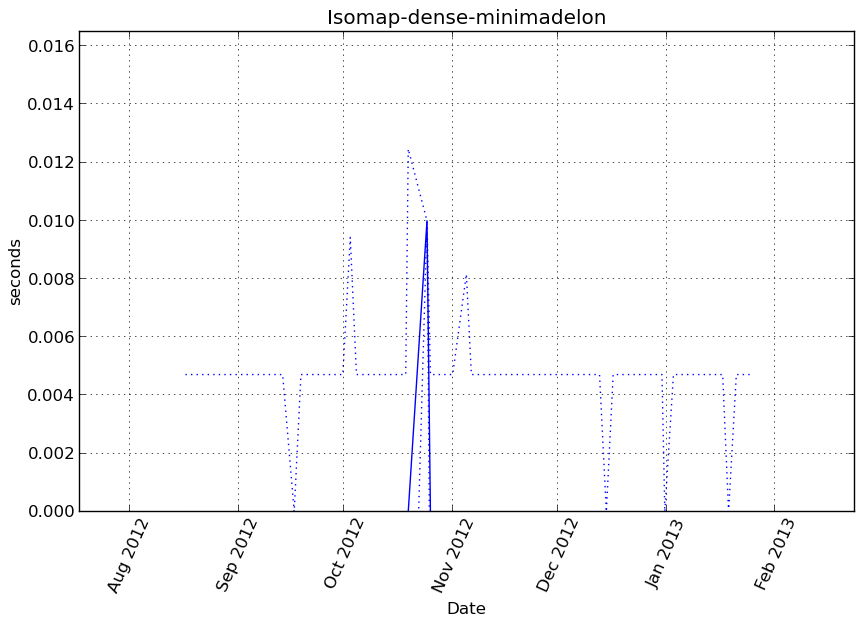 Isomap-dense-minimadelon
0.016
0.014
0.012
0.010
0.008
0.006
0.004
0.002
0.000
seconds
Aug 2012
Sep 2012
Oct 2012
Nov 2012
Dec 2012
Jan 2013
Feb 2013
Date